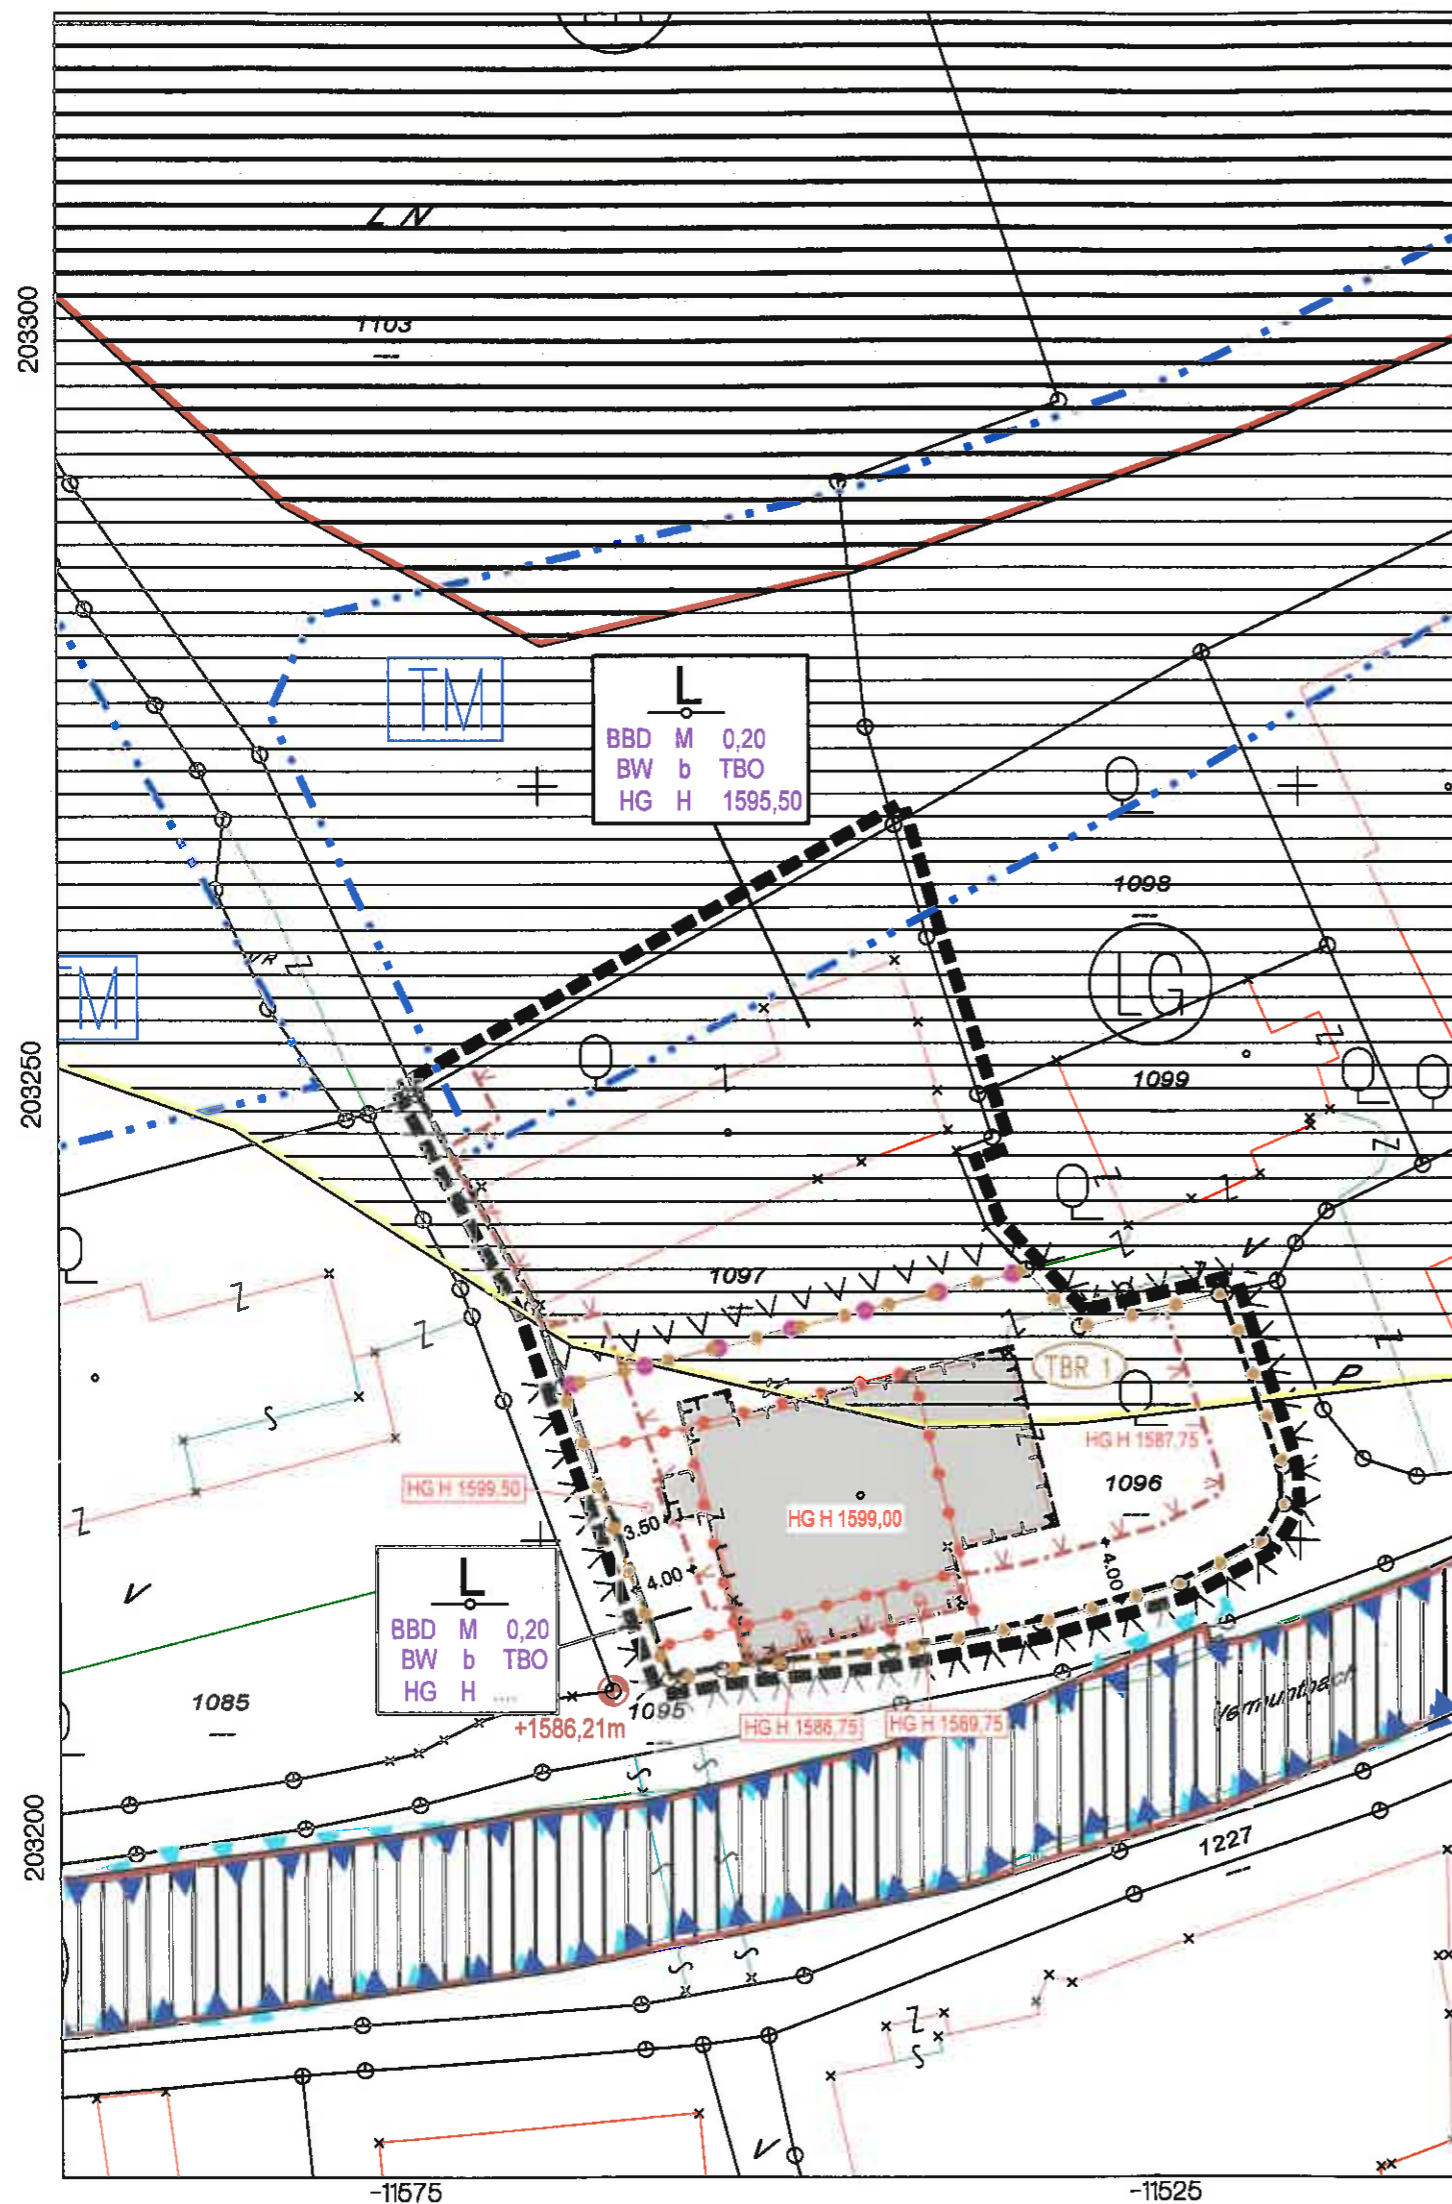 L N
203300
1103
TM
L
BBD M 0,20
BW b TBO
HG H 1595,50
1098
LG
TM
203250
1099
1097
TBR 1
HG H 1587,75
HG H 1599,50
1096
HG H 1599,00
3.50
4.00
4.00
L
BBD M 0,20
BW b TBO
HG H ....
1085
1095
+1586,21m
HG H 1586,75
HG H 1589,75
Vermuntbach
203200
1227
-11575
-11525